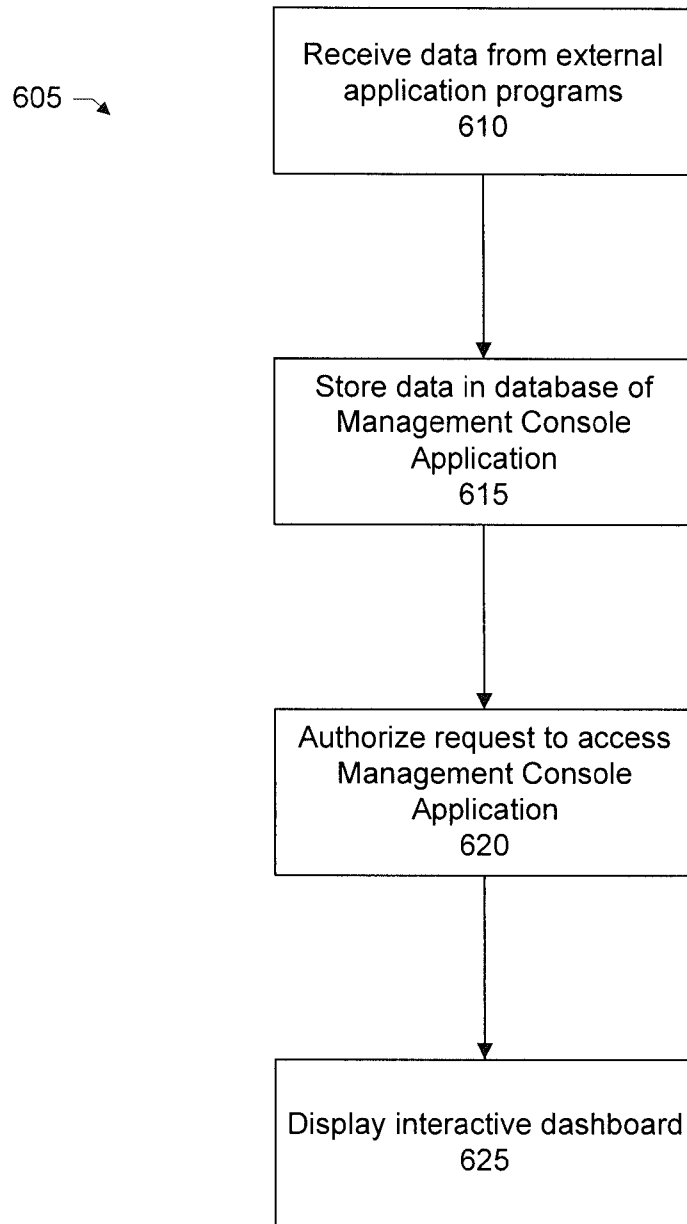 Receive data from external
application programs
610
605
Store data in database of
Management Console
Application
615
Authorize request to access
Management Console
Application
620
Display interactive dashboard
625